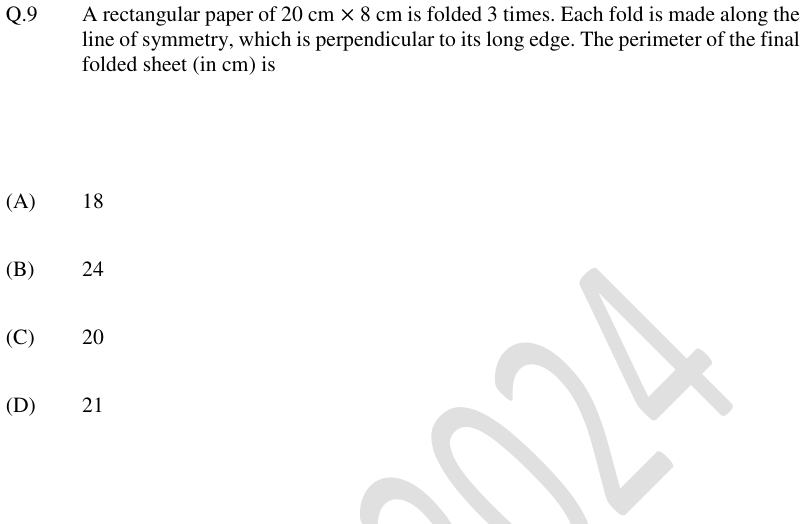 Q.9 A rectangular paper of 20 cm × 8 cm is folded 3 times. Each fold is made along the
line of symmetry, which is perpendicular to its long edge. The perimeter of the final
folded sheet (in cm) is
(A) 18
(B) 24
(C) 20
(D) 21
2024